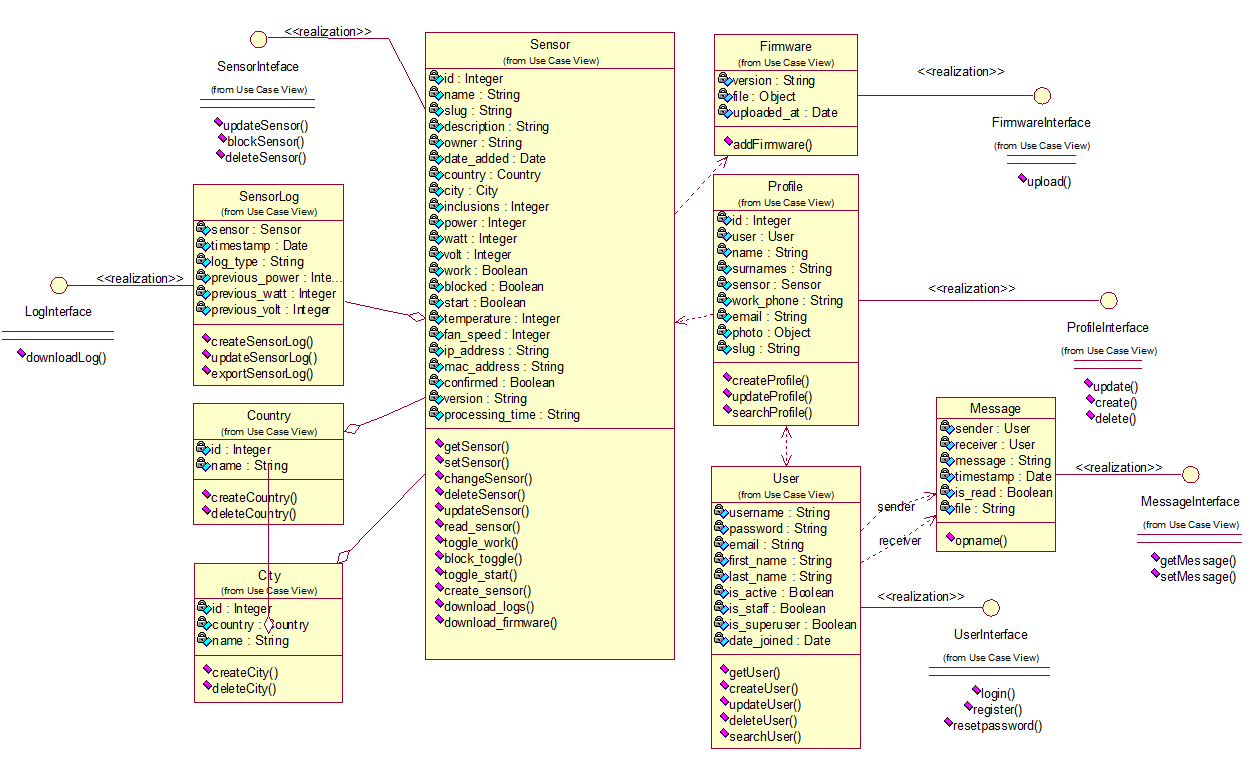 <<realization>>
SensorInteface
(from Use Case View)
updateSensor()
blockSensor()
deleteSensor()
SensorLog
(from Use Case View)
sensor : Sensor
timestamp : Date
log_type : String
previous_power : Inte...
previous_watt : Integer
previous_volt : Integer
createSensorLog()
updateSensorLog()
exportSensorLog()
<<realization>>
LogInterface
downloadLog()
Country
(from Use Case View)
id : Integer
name : String
createCountry()
deleteCountry()
City
(from Use Case View)
id : Integer
country : Country
name : String
createCity()
deleteCity()
Sensor
(from Use Case View)
id : Integer
name : String
slug : String
description : String
owner : String
date_added : Date
country : Country
city : City
inclusions : Integer
power : Integer
watt : Integer
volt : Integer
work : Boolean
blocked : Boolean
start : Boolean
temperature : Integer
fan_speed : Integer
ip_address : String
mac_address : String
confirmed : Boolean
version : String
processing_time : String
getSensor()
setSensor()
changeSensor()
deleteSensor()
updateSensor()
read_sensor()
toggle_work()
block_toggle()
toggle_start()
create_sensor()
download_logs()
download_firmware()
Firmware
(from Use Case View)
version : String
file : Object
uploaded_at : Date
addFirmware()
<<realization>>
FirmwareInterface
(from Use Case View)
upload()
Profile
(from Use Case View)
id : Integer
user : User
name : String
surnames : String
sensor : Sensor
work_phone : String
email : String
photo : Object
slug : String
createProfile()
updateProfile()
searchProfile()
<<realization>>
ProfileInterface
(from Use Case View)
update()
create()
delete()
User
(from Use Case View)
username : String
password : String
email : String
first_name : String
last_name : String
is_active : Boolean
is_staff : Boolean
is_superuser : Boolean
date_joined : Date
getUser()
createUser()
updateUser()
deleteUser()
searchUser()
sender
receiver
Message
sender : User
receiver : User
message : String
timestamp : Date
is_read : Boolean
file : String
opname()
<<realization>>
MessageInterface
(from Use Case View)
getMessage()
setMessage()
<<realization>>
UserInterface
(from Use Case View)
login()
register()
resetpassword()